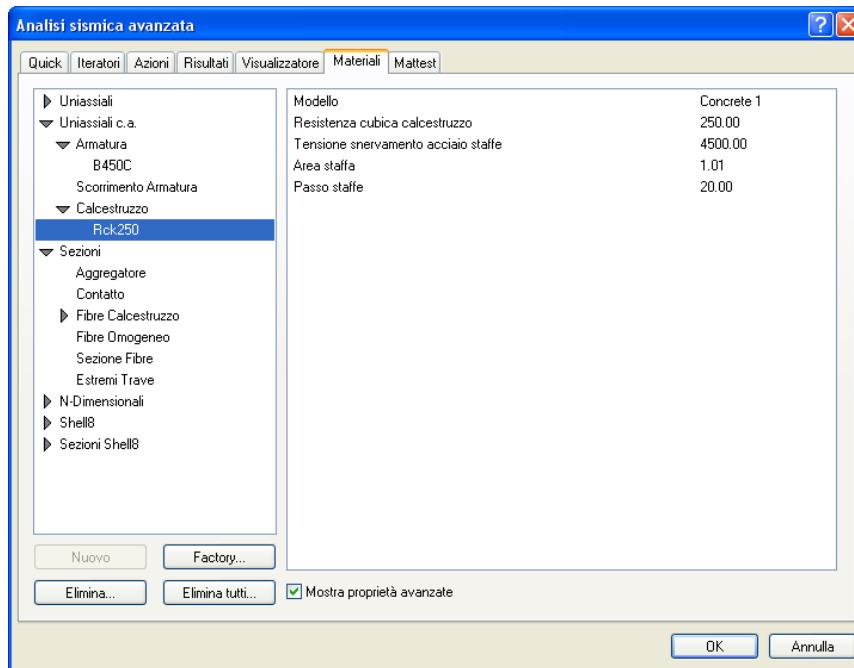 Analisi sismica avanzata
Quick Iteratori Azioni Risultati Visualizzatore Materiali Mattest
Uniassiali
Uniassiali c.a.
Armatura
B450C
Scorrimento Armatura
Calcestruzzo
Rck250
Sezioni
Aggregatore
Contatto
Fibre Calcestruzzo
Fibre Omogeneo
Sezione Fibre
Estremi Trave
N-Dimensionali
Shell8
Sezioni Shell8
Modello Concrete 1
Resistenza cubica calcestruzzo 250.00
Tensione snervamento acciaio staffe 4500.00
Area staffa 1.01
Passo staffe 20.00
Nuovo Factory...
Elimina... Elimina tutti... Mostra proprietà avanzate
OK Annulla